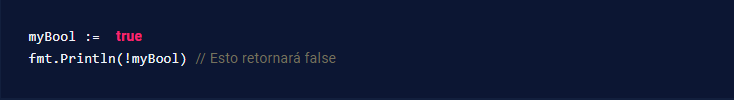 myBool := true
fmt.Println(!myBool) // Esto retornará false